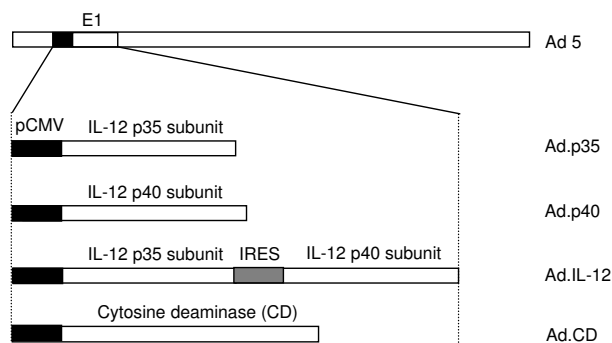 E1
Ad 5
pCMV
IL-12 p35 subunit
Ad.p35
IL-12 p40 subunit
Ad.p40
IL-12 p35 subunit IRES IL-12 p40 subunit
Ad.IL-12
Cytosine deaminase (CD)
Ad.CD